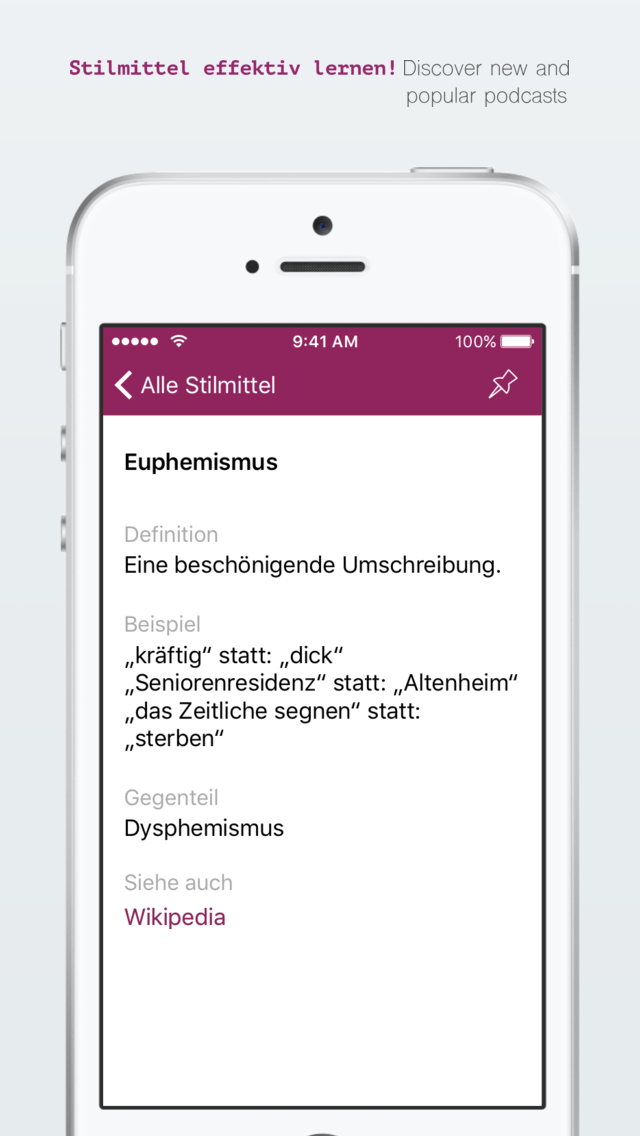 Stilmittel effektiv lernen! Discover new and
popular podcasts
9:41 AM
100%
Alle Stilmittel
Euphemismus
Definition
Eine beschönigende Umschreibung.
Beispiel
„kräftig“ statt: „dick“
„Seniorenresidenz“ statt: „Altenheim“
„das Zeitliche segnen“ statt:
„sterben“
Gegenteil
Dysphemismus
Siehe auch
Wikipedia